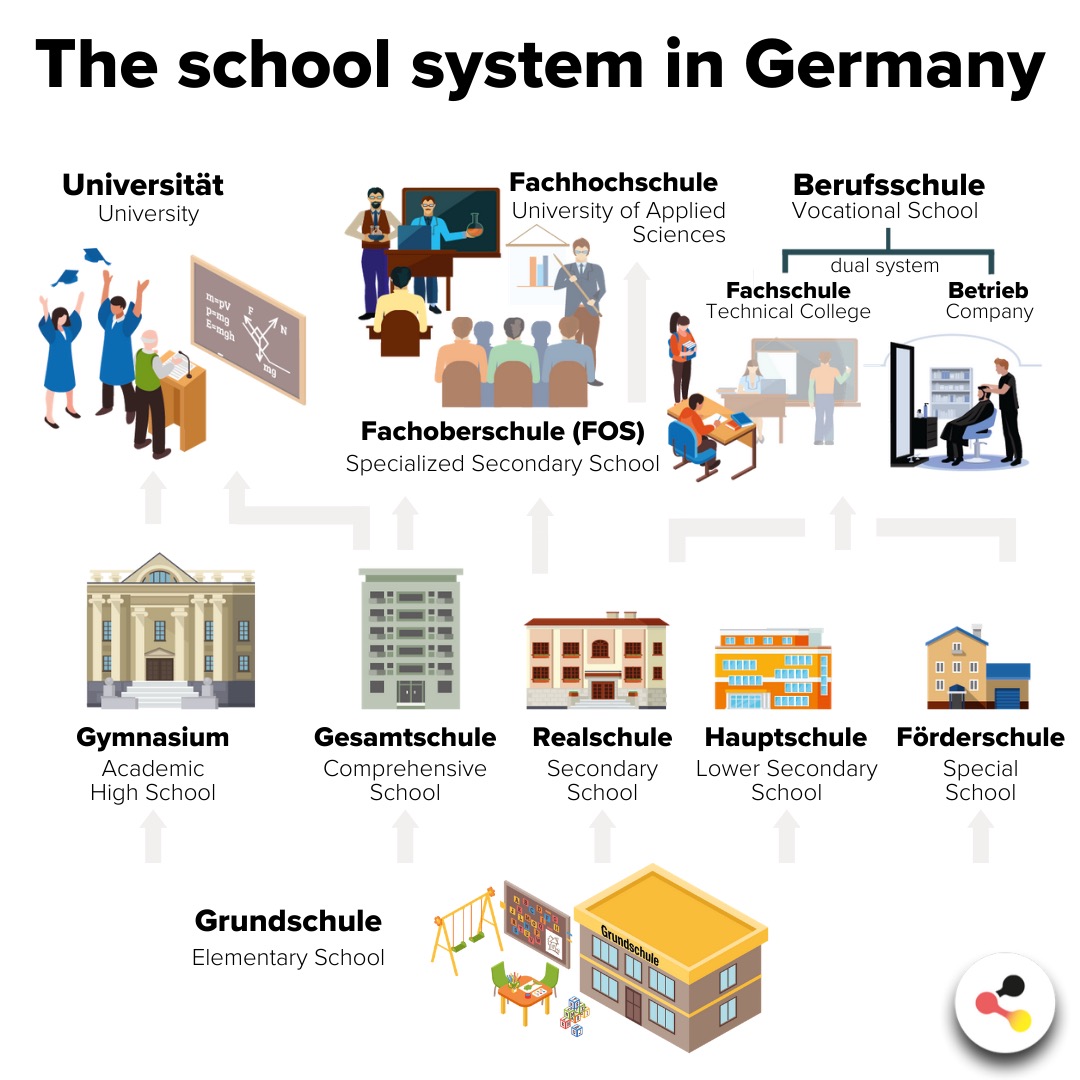 The school system in Germany
Universität
University
Fachhochschule
University of Applied
Sciences
Berufsschule
Vocational School
dual system
Fachschule
Technical College
Betrieb
Company
m=pV
p=mg
E=mgh
F
N
mg
Fachoberschule (FOS)
Specialized Secondary School
Gymnasium
Academic
High School
Gesamtschule
Comprehensive
School
Realschule
Secondary
School
Hauptschule
Lower Secondary
School
Förderschule
Special
School
Grundschule
Elementary School
Grundschule